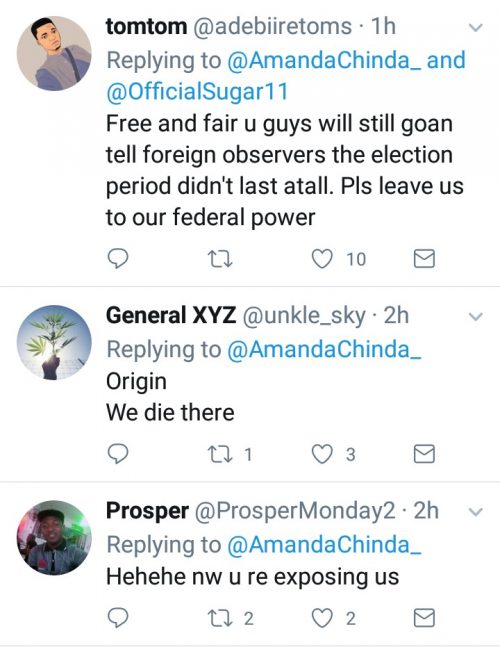 tomtom @adebiiretoms · 1h
Replying to @AmandaChinda_ and
@OfficialSugar11
Free and fair u guys will still goan
tell foreign observers the election
period didn't last atall. Pls leave us
to our federal power
10
General XYZ @unkle_sky · 2h
Replying to @AmandaChinda_
Origin
We die there
1 3
Prosper @ProsperMonday2 · 2h
Replying to @AmandaChinda_
Hehehe nw u re exposing us
2 2